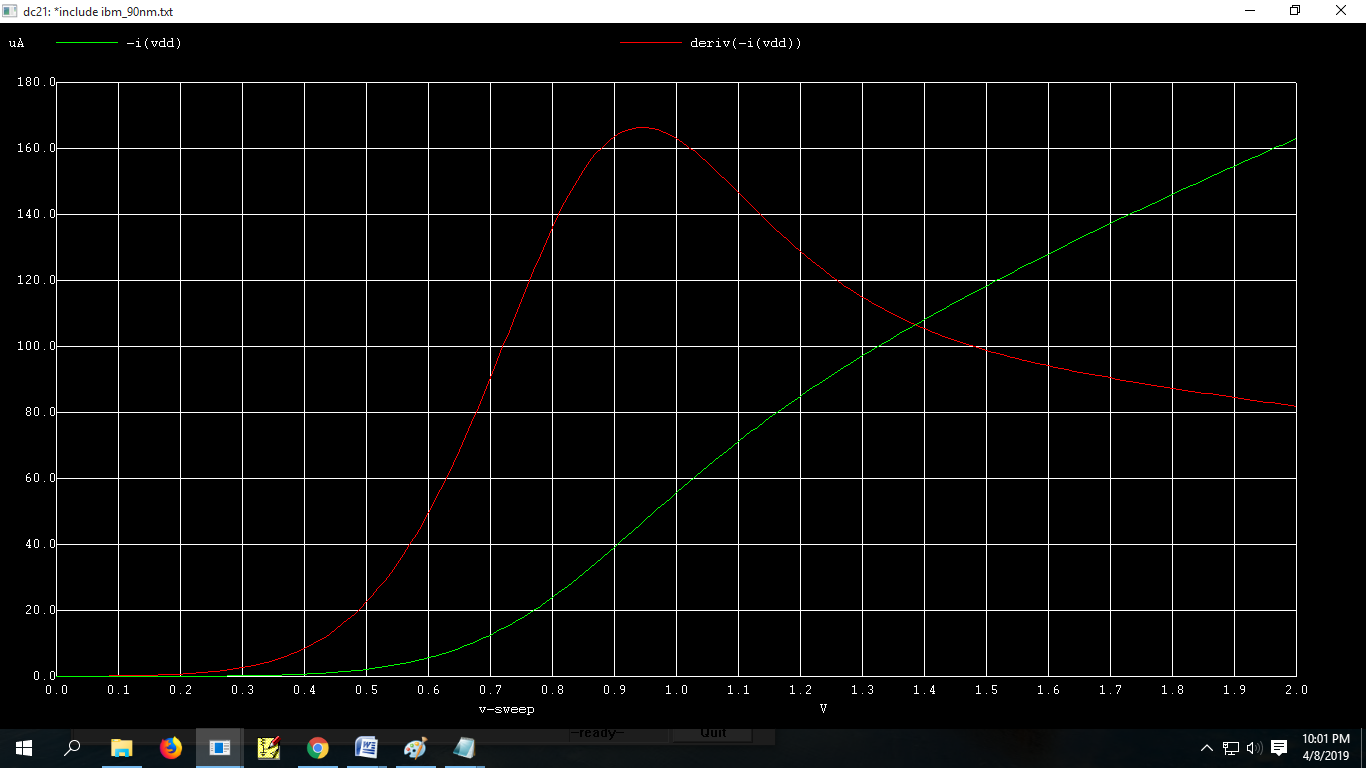 dc21: *include ibm_90nm.txt
uA -i(vdd) deriv(-i(vdd))
180.0
160.0
140.0
120.0
100.0
80.0
60.0
40.0
20.0
0.0
0.0 0.1 0.2 0.3 0.4 0.5 0.6 0.7 0.8 0.9 1.0 1.1 1.2 1.3 1.4 1.5 1.6 1.7 1.8 1.9 2.0
v-sweep V
-ready- Quit
10:01 PM
4/8/2019